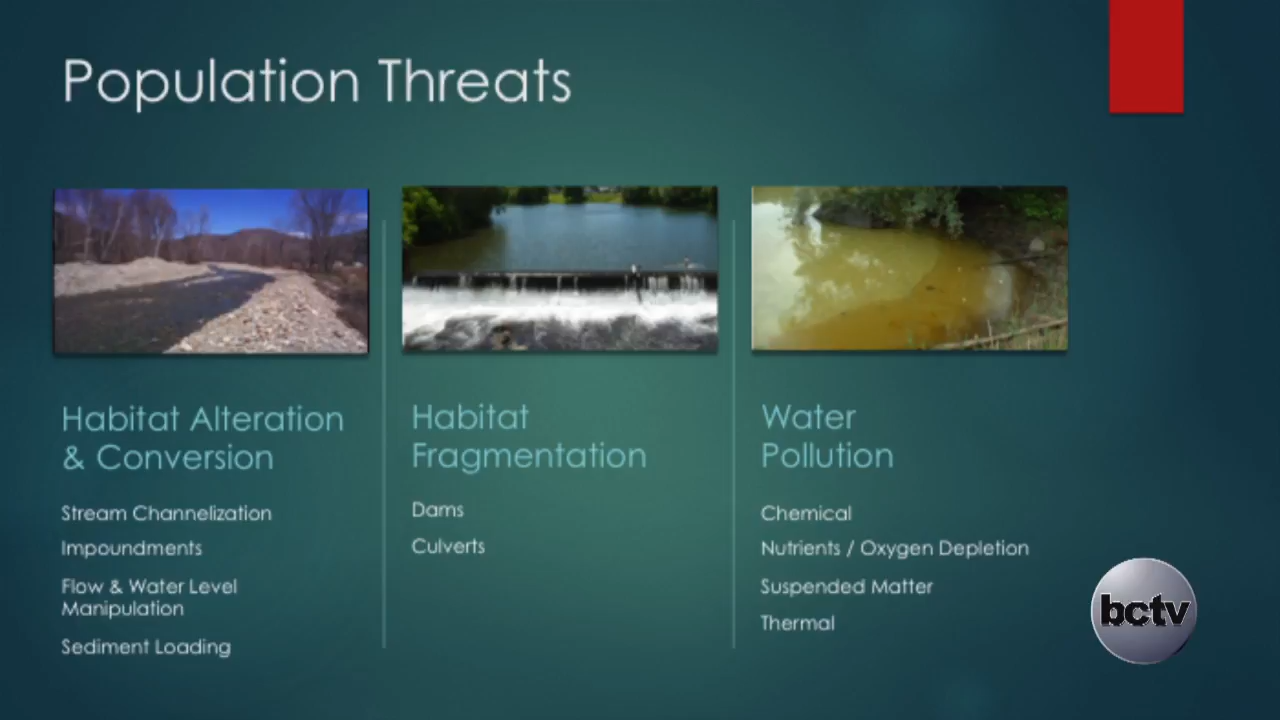 Population Threats
Habitat Alteration
& Conversion
Stream Channelization
Impoundments
Flow & Water Level
Manipulation
Sediment Loading
Habitat
Fragmentation
Dams
Culverts
Water
Pollution
Chemical
Nutrients / Oxygen Depletion
Suspended Matter
Thermal
bctv